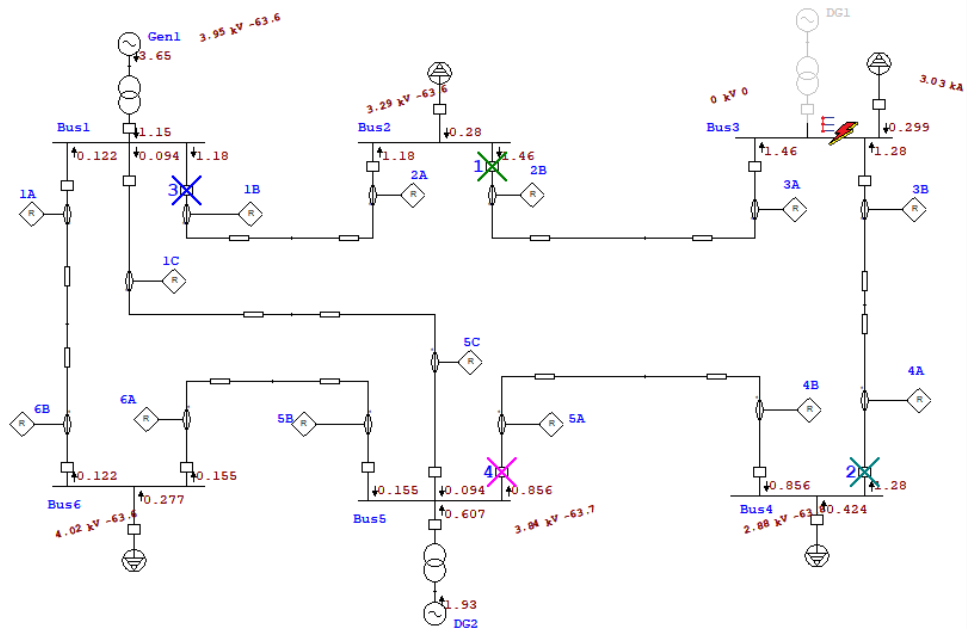 DG1
Gen1
3.95 kV -63.6
3.65
3.29 kV -63.6
0 kV 0
3.03 kA
Bus1
1.15
Bus2
0.28
Bus3
0.299
0.122
0.094
1.18
1.18
1.46
1.46
1.28
1A
3
1B
2A
1
2B
3A
3B
R
R
R
R
R
R
1C
R
5C
R
6B
6A
5B
5A
4B
4A
R
R
R
R
R
R
4
2
0.122
0.155
0.155
0.094
0.856
0.856
1.28
Bus6
0.277
Bus5
0.607
Bus4
0.424
4.02 kV -63.6
3.84 kV -63.7
2.88 kV -63.
1.93
DG2